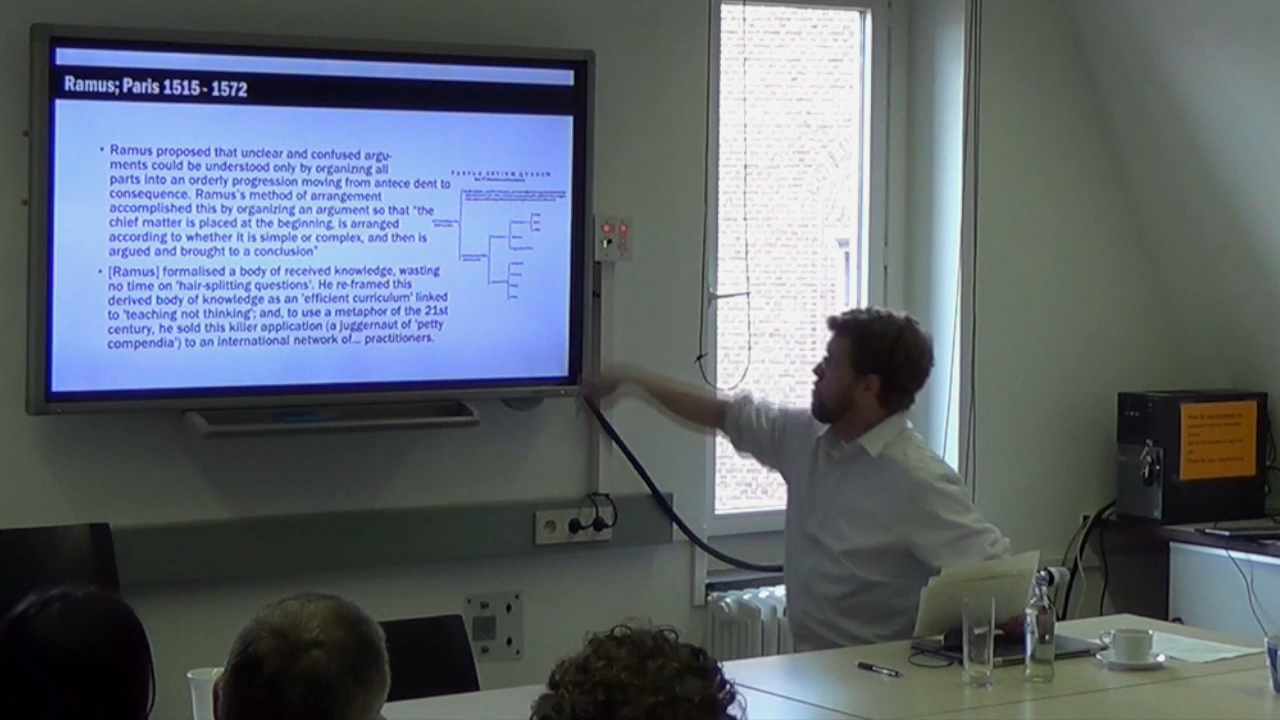 Ramus; Paris 1515 - 1572
• Ramus proposed that unclear and confused argu-
ments could be understood only by organizing all
parts into an orderly progression moving from antece dent to
consequence. Ramus's method of arrangement
accomplished this by organizing an argument so that "the
chief matter is placed at the beginning, is arranged
according to whether it is simple or complex, and then is
argued and brought to a conclusion"
• [Ramus] formalised a body of received knowledge, wasting
no time on 'hair-splitting questions'. He re-framed this
derived body of knowledge as an 'efficient curriculum' linked
to 'teaching not thinking'; and, to use a metaphor of the 21st
century, he sold this killer application (a juggernaut of 'petty
compendia') to an international network of... practitioners.